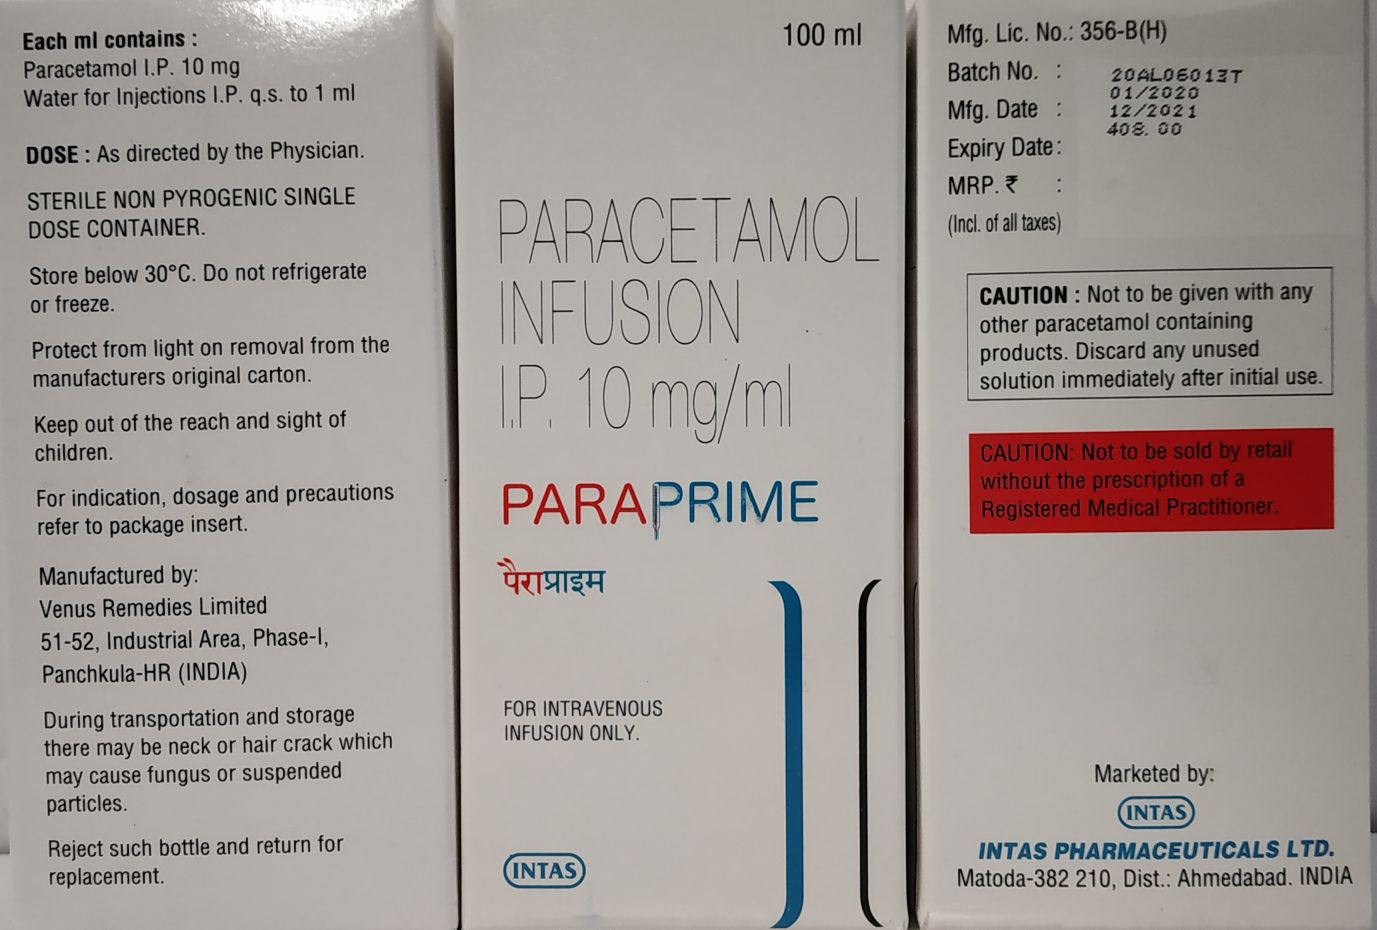 Each ml contains :
Paracetamol I.P. 10 mg
Water for Injections I.P. q.s. to 1 ml
DOSE : As directed by the Physician.
STERILE NON PYROGENIC SINGLE
DOSE CONTAINER.
Store below 30°C. Do not refrigerate
or freeze.
Protect from light on removal from the
manufacturers original carton.
Keep out of the reach and sight of
children.
For indication, dosage and precautions
refer to package insert.
Manufactured by:
Venus Remedies Limited
51-52, Industrial Area, Phase-I,
Panchkula-HR (INDIA)
During transportation and storage
there may be neck or hair crack which
may cause fungus or suspended
particles.
Reject such bottle and return for
replacement.
100 ml
PARACETAMOL
INFUSION
I.P. 10 mg/ml
PARAPRIME
पैराप्राइम
FOR INTRAVENOUS
INFUSION ONLY.
INTAS
Mfg. Lic. No.: 356-B(H)
Batch No. : 20AL06013T
Mfg. Date : 01/2020
Expiry Date: 12/2021
MRP. ₹ : 408.00
(Incl. of all taxes)
CAUTION : Not to be given with any
other paracetamol containing
products. Discard any unused
solution immediately after initial use.
CAUTION: Not to be sold by retail
without the prescription of a
Registered Medical Practitioner.
Marketed by:
INTAS
INTAS PHARMACEUTICALS LTD.
Matoda-382 210, Dist.: Ahmedabad. INDIA